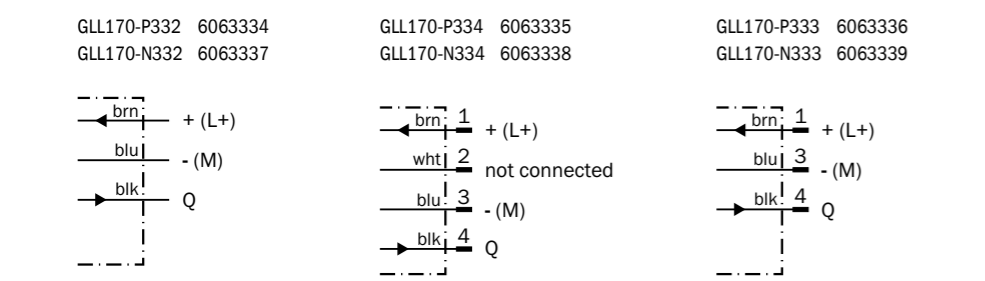 GLL170-P332 6063334
GLL170-N332 6063337
brn + (L+)
blu - (M)
blk Q
GLL170-P334 6063335
GLL170-N334 6063338
brn 1 + (L+)
wht 2 not connected
blu 3 - (M)
blk 4 Q
GLL170-P333 6063336
GLL170-N333 6063339
brn 1 + (L+)
blu 3 - (M)
blk 4 Q